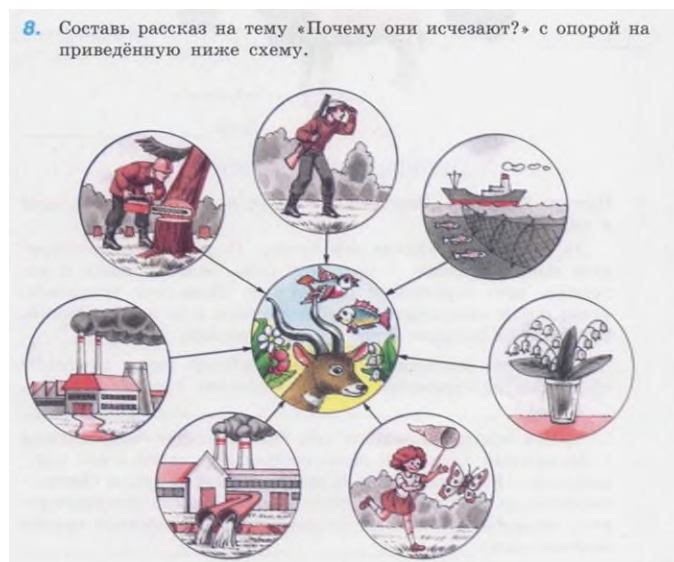 8. Составь рассказ на тему «Почему они исчезают?» с опорой на
приведённую ниже схему.